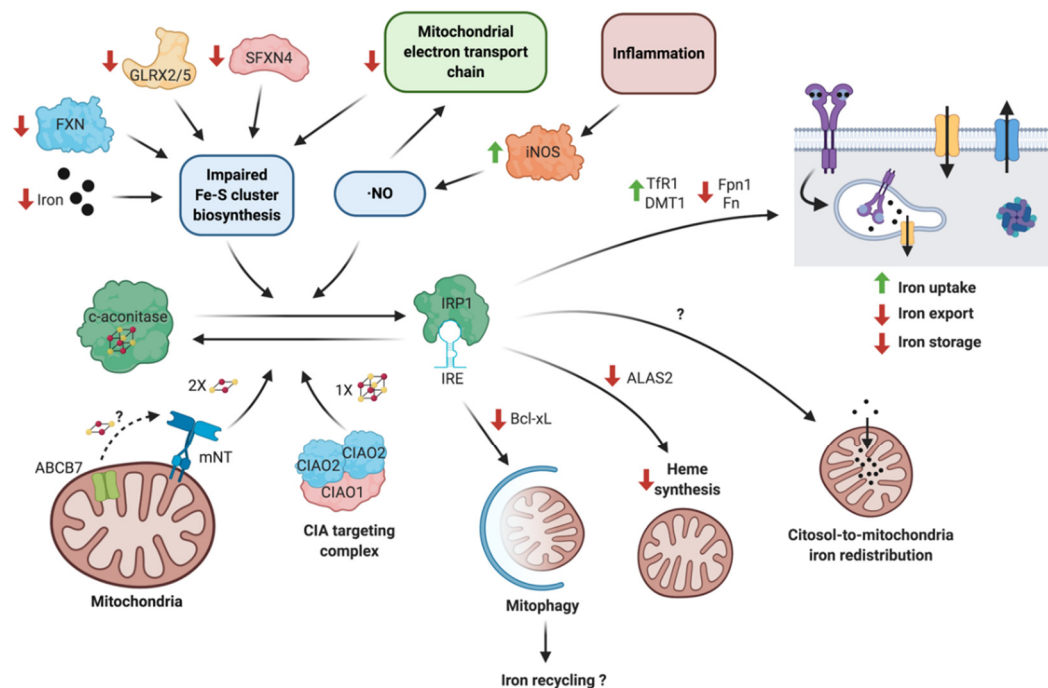 GLRX2/5
SFXN4
Mitochondrial
electron transport
chain
Inflammation
FXN
Iron
Impaired
Fe-S cluster
biosynthesis
·NO
iNOS
TfR1
DMT1
Fpn1
Fn
Iron uptake
Iron export
Iron storage
c-aconitase
IRP1
IRE
?
2X
1X
ALAS2
Bcl-xL
?
ABCB7
mNT
CIAO2
CIAO2
CIAO1
CIA targeting
complex
Heme
synthesis
Citosol-to-mitochondria
iron redistribution
Mitochondria
Mitophagy
Iron recycling ?